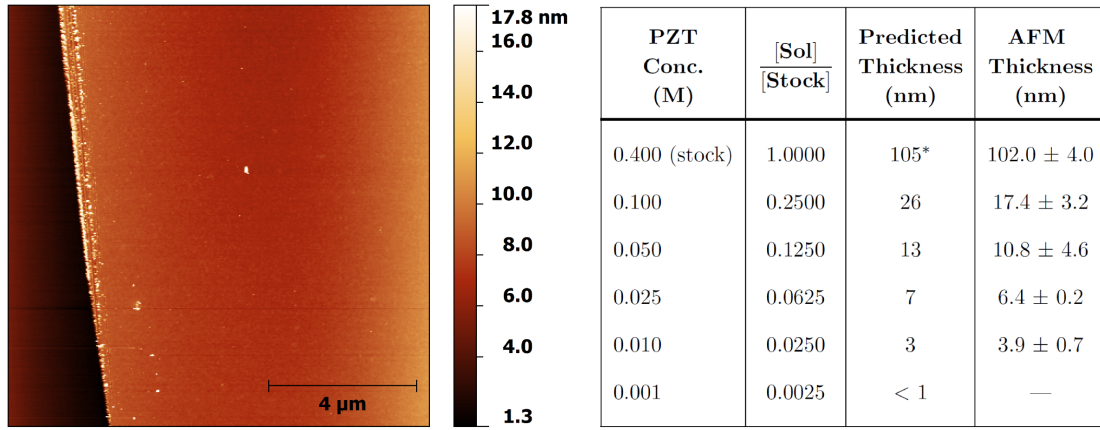 17.8 nm
16.0
14.0
12.0
10.0
8.0
6.0
4.0
1.3
4 µm
PZT Conc. (M) [Sol]/[Stock] Predicted Thickness (nm) AFM Thickness (nm)
0.400 (stock) 1.0000 105* 102.0 ± 4.0
0.100 0.2500 26 17.4 ± 3.2
0.050 0.1250 13 10.8 ± 4.6
0.025 0.0625 7 6.4 ± 0.2
0.010 0.0250 3 3.9 ± 0.7
0.001 0.0025 < 1 —